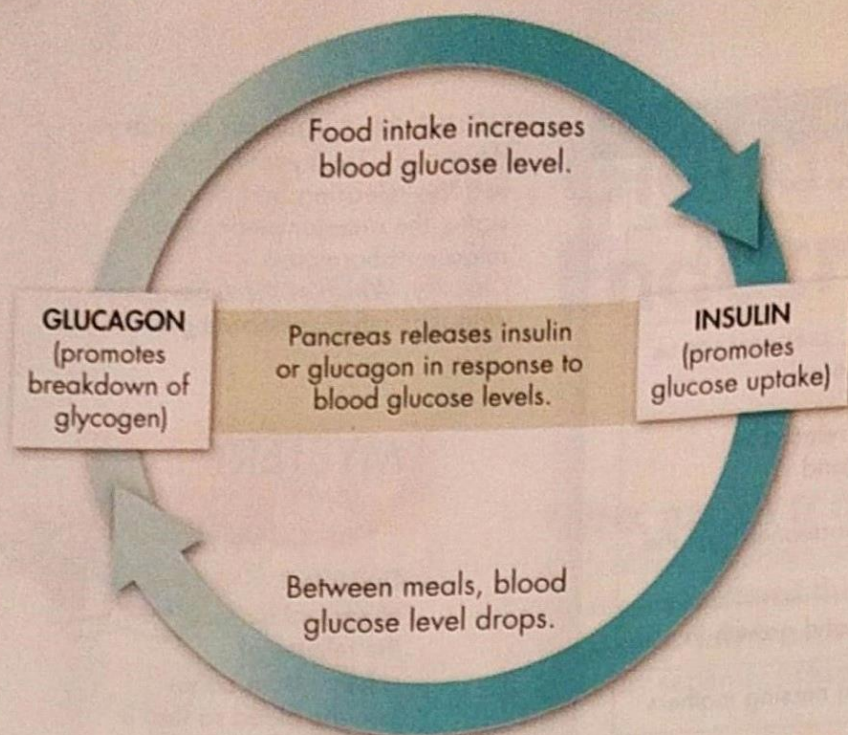 Food intake increases
blood glucose level.
GLUCAGON
(promotes
breakdown of
glycogen)
Pancreas releases insulin
or glucagon in response to
blood glucose levels.
INSULIN
(promotes
glucose uptake)
Between meals, blood
glucose level drops.